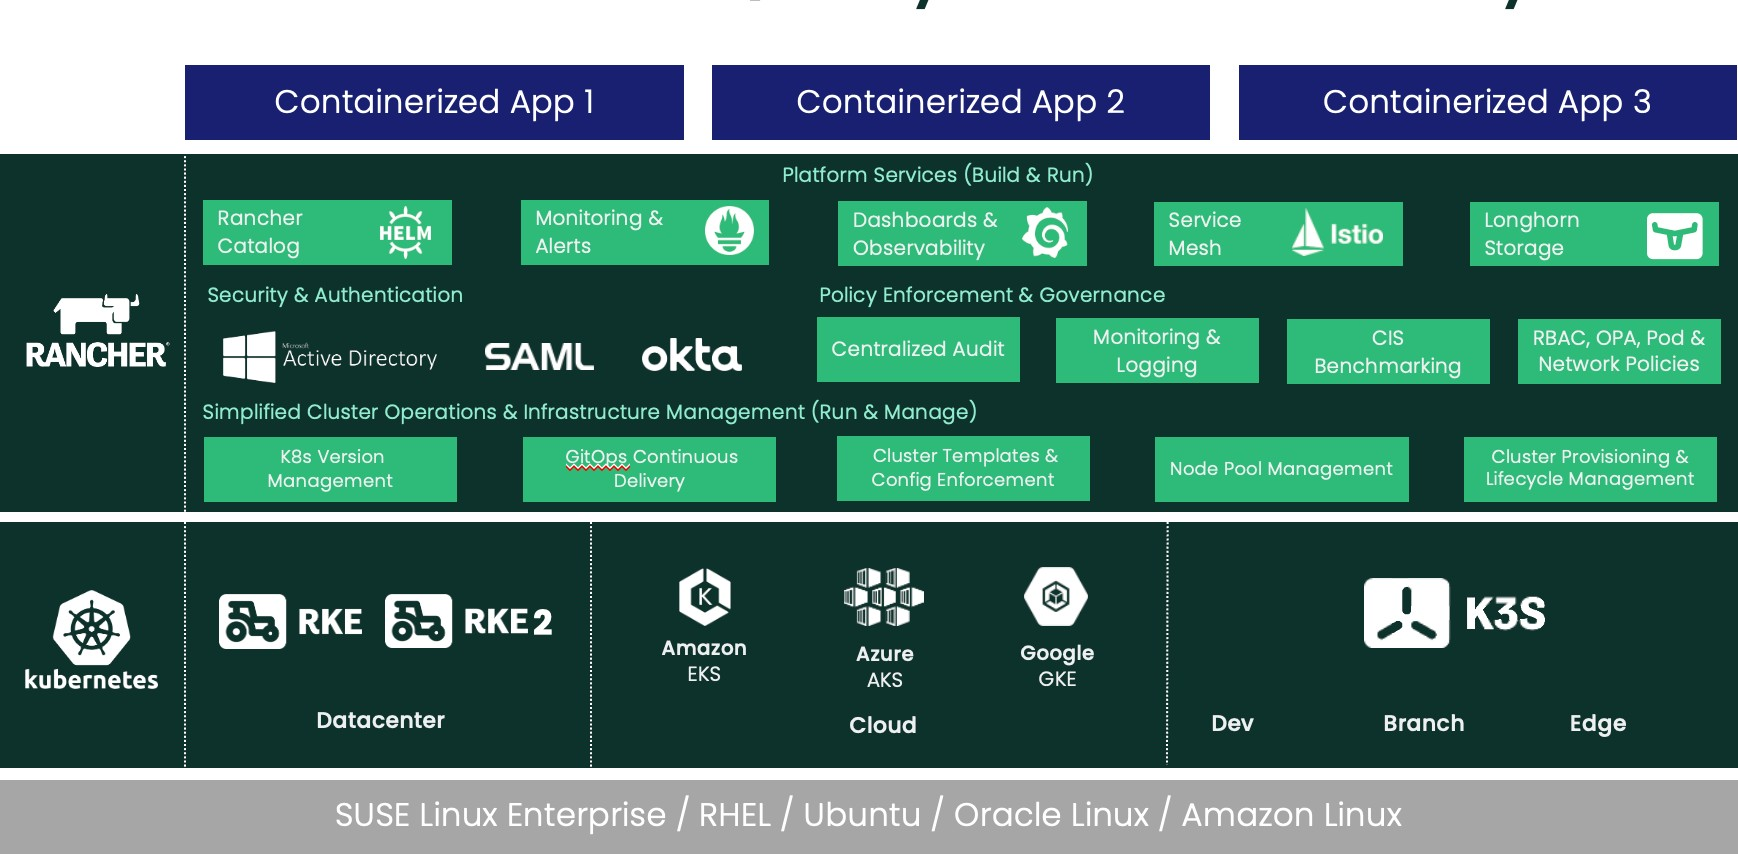 Containerized App 1
Containerized App 2
Containerized App 3
Platform Services (Build & Run)
Rancher
Catalog
HELM
Monitoring &
Alerts
Dashboards &
Observability
Service
Mesh
Istio
Longhorn
Storage
RANCHER®
Security & Authentication
Microsoft
Active Directory
SAML
okta
Policy Enforcement & Governance
Centralized Audit
Monitoring &
Logging
CIS
Benchmarking
RBAC, OPA, Pod &
Network Policies
Simplified Cluster Operations & Infrastructure Management (Run & Manage)
K8s Version
Management
GitOps Continuous
Delivery
Cluster Templates &
Config Enforcement
Node Pool Management
Cluster Provisioning &
Lifecycle Management
kubernetes
RKE
RKE2
Datacenter
K
Amazon
EKS
Azure
AKS
Google
GKE
Cloud
K3S
Dev
Branch
Edge
SUSE Linux Enterprise / RHEL / Ubuntu / Oracle Linux / Amazon Linux